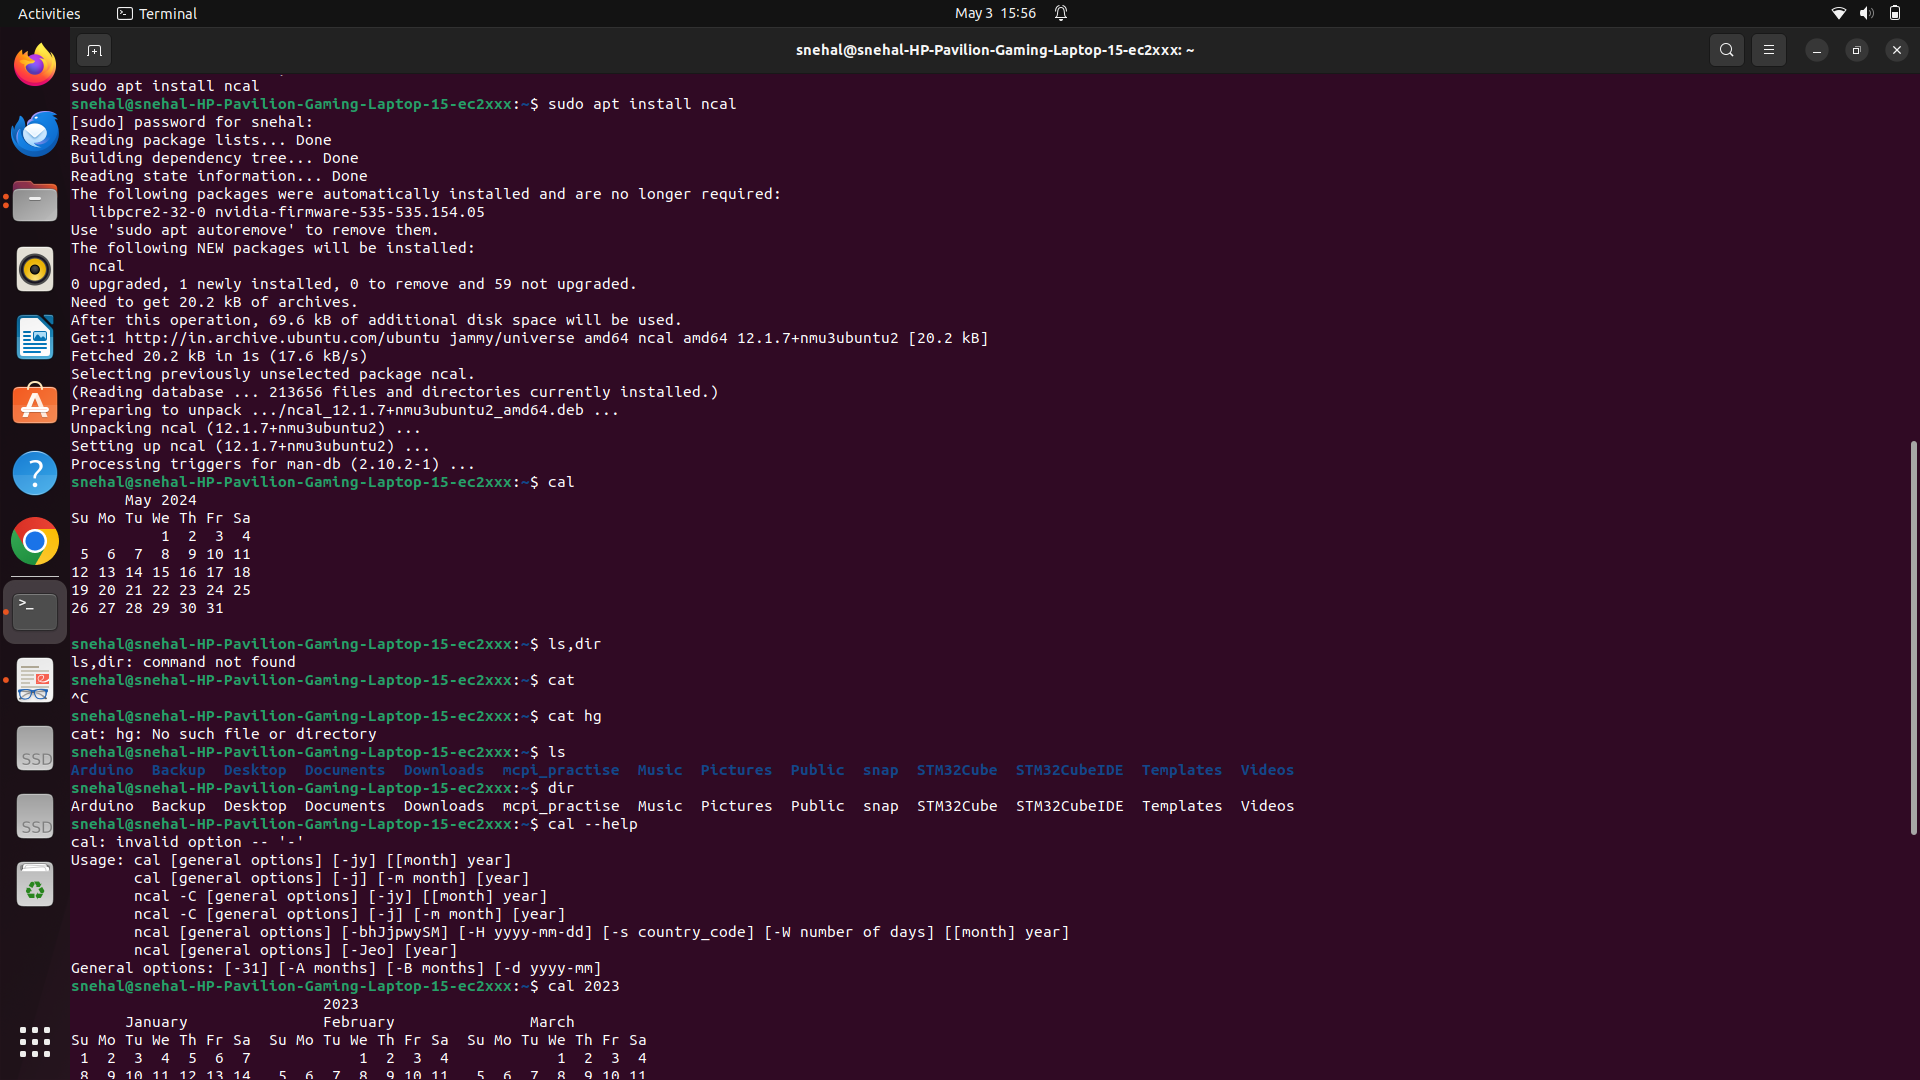 Activities Terminal May 3 15:56
snehal@snehal-HP-Pavilion-Gaming-Laptop-15-ec2xxx: ~
sudo apt install ncal
snehal@snehal-HP-Pavilion-Gaming-Laptop-15-ec2xxx:~$ sudo apt install ncal
[sudo] password for snehal:
Reading package lists... Done
Building dependency tree... Done
Reading state information... Done
The following packages were automatically installed and are no longer required:
  libpcre2-32-0 nvidia-firmware-535-535.154.05
Use 'sudo apt autoremove' to remove them.
The following NEW packages will be installed:
  ncal
0 upgraded, 1 newly installed, 0 to remove and 59 not upgraded.
Need to get 20.2 kB of archives.
After this operation, 69.6 kB of additional disk space will be used.
Get:1 http://in.archive.ubuntu.com/ubuntu jammy/universe amd64 ncal amd64 12.1.7+nmu3ubuntu2 [20.2 kB]
Fetched 20.2 kB in 1s (17.6 kB/s)
Selecting previously unselected package ncal.
(Reading database ... 213656 files and directories currently installed.)
Preparing to unpack .../ncal_12.1.7+nmu3ubuntu2_amd64.deb ...
Unpacking ncal (12.1.7+nmu3ubuntu2) ...
Setting up ncal (12.1.7+nmu3ubuntu2) ...
Processing triggers for man-db (2.10.2-1) ...
snehal@snehal-HP-Pavilion-Gaming-Laptop-15-ec2xxx:~$ cal
      May 2024
Su Mo Tu We Th Fr Sa
          1  2  3  4
 5  6  7  8  9 10 11
12 13 14 15 16 17 18
19 20 21 22 23 24 25
26 27 28 29 30 31
snehal@snehal-HP-Pavilion-Gaming-Laptop-15-ec2xxx:~$ ls,dir
ls,dir: command not found
snehal@snehal-HP-Pavilion-Gaming-Laptop-15-ec2xxx:~$ cat
^C
snehal@snehal-HP-Pavilion-Gaming-Laptop-15-ec2xxx:~$ cat hg
cat: hg: No such file or directory
snehal@snehal-HP-Pavilion-Gaming-Laptop-15-ec2xxx:~$ ls
Arduino  Backup  Desktop  Documents  Downloads  mcpi_practise  Music  Pictures  Public  snap  STM32Cube  STM32CubeIDE  Templates  Videos
snehal@snehal-HP-Pavilion-Gaming-Laptop-15-ec2xxx:~$ dir
Arduino  Backup  Desktop  Documents  Downloads  mcpi_practise  Music  Pictures  Public  snap  STM32Cube  STM32CubeIDE  Templates  Videos
snehal@snehal-HP-Pavilion-Gaming-Laptop-15-ec2xxx:~$ cal --help
cal: invalid option -- '-'
Usage: cal [general options] [-jy] [[month] year]
       cal [general options] [-j] [-m month] [year]
       ncal -C [general options] [-jy] [[month] year]
       ncal -C [general options] [-j] [-m month] [year]
       ncal [general options] [-bhJjpwySM] [-H yyyy-mm-dd] [-s country_code] [-W number of days] [[month] year]
       ncal [general options] [-Jeo] [year]
General options: [-31] [-A months] [-B months] [-d yyyy-mm]
snehal@snehal-HP-Pavilion-Gaming-Laptop-15-ec2xxx:~$ cal 2023
                            2023
      January               February               March
Su Mo Tu We Th Fr Sa  Su Mo Tu We Th Fr Sa  Su Mo Tu We Th Fr Sa
 1  2  3  4  5  6  7            1  2  3  4            1  2  3  4
 8  9 10 11 12 13 14   5  6  7  8  9 10 11   5  6  7  8  9 10 11
SSD
SSD